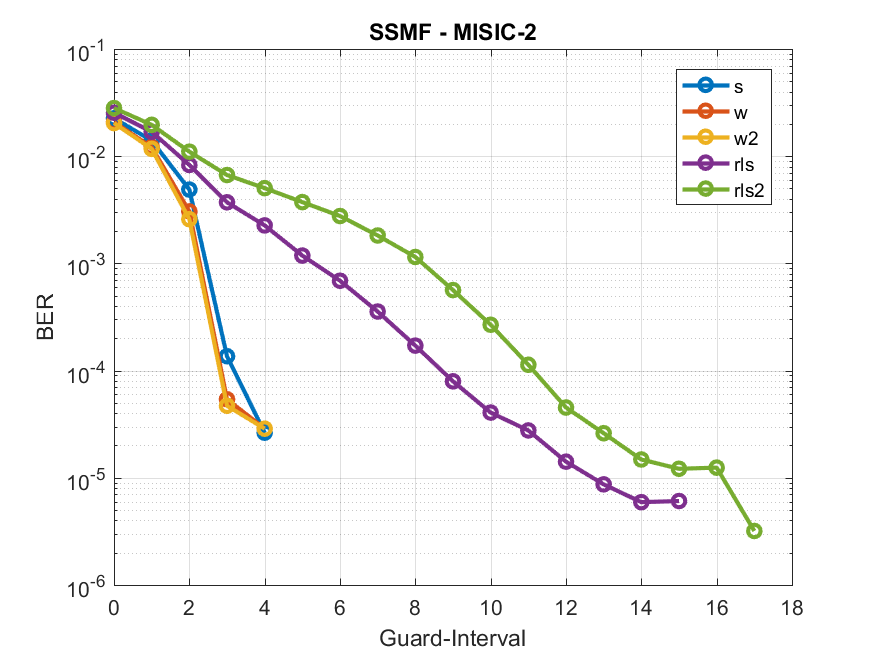 SSMF - MISIC-2
10^-1
10^-2
10^-3
10^-4
10^-5
10^-6
BER
s
w
w2
rls
rls2
0 2 4 6 8 10 12 14 16 18
Guard-Interval